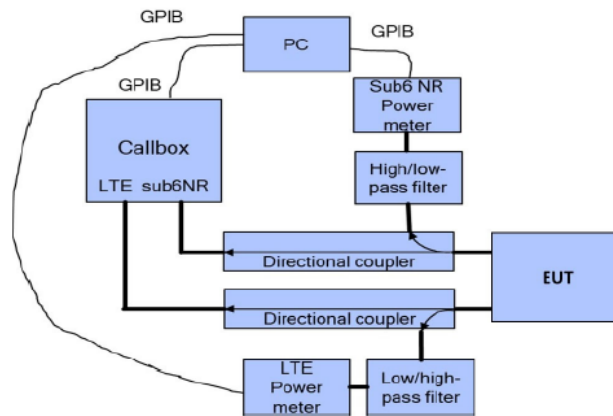 GPIB
PC
GPIB
GPIB
Sub6 NR
Power
meter
Callbox
LTE sub6NR
High/low-
pass filter
Directional coupler
EUT
Directional coupler
LTE
Power
meter
Low/high-
pass filter